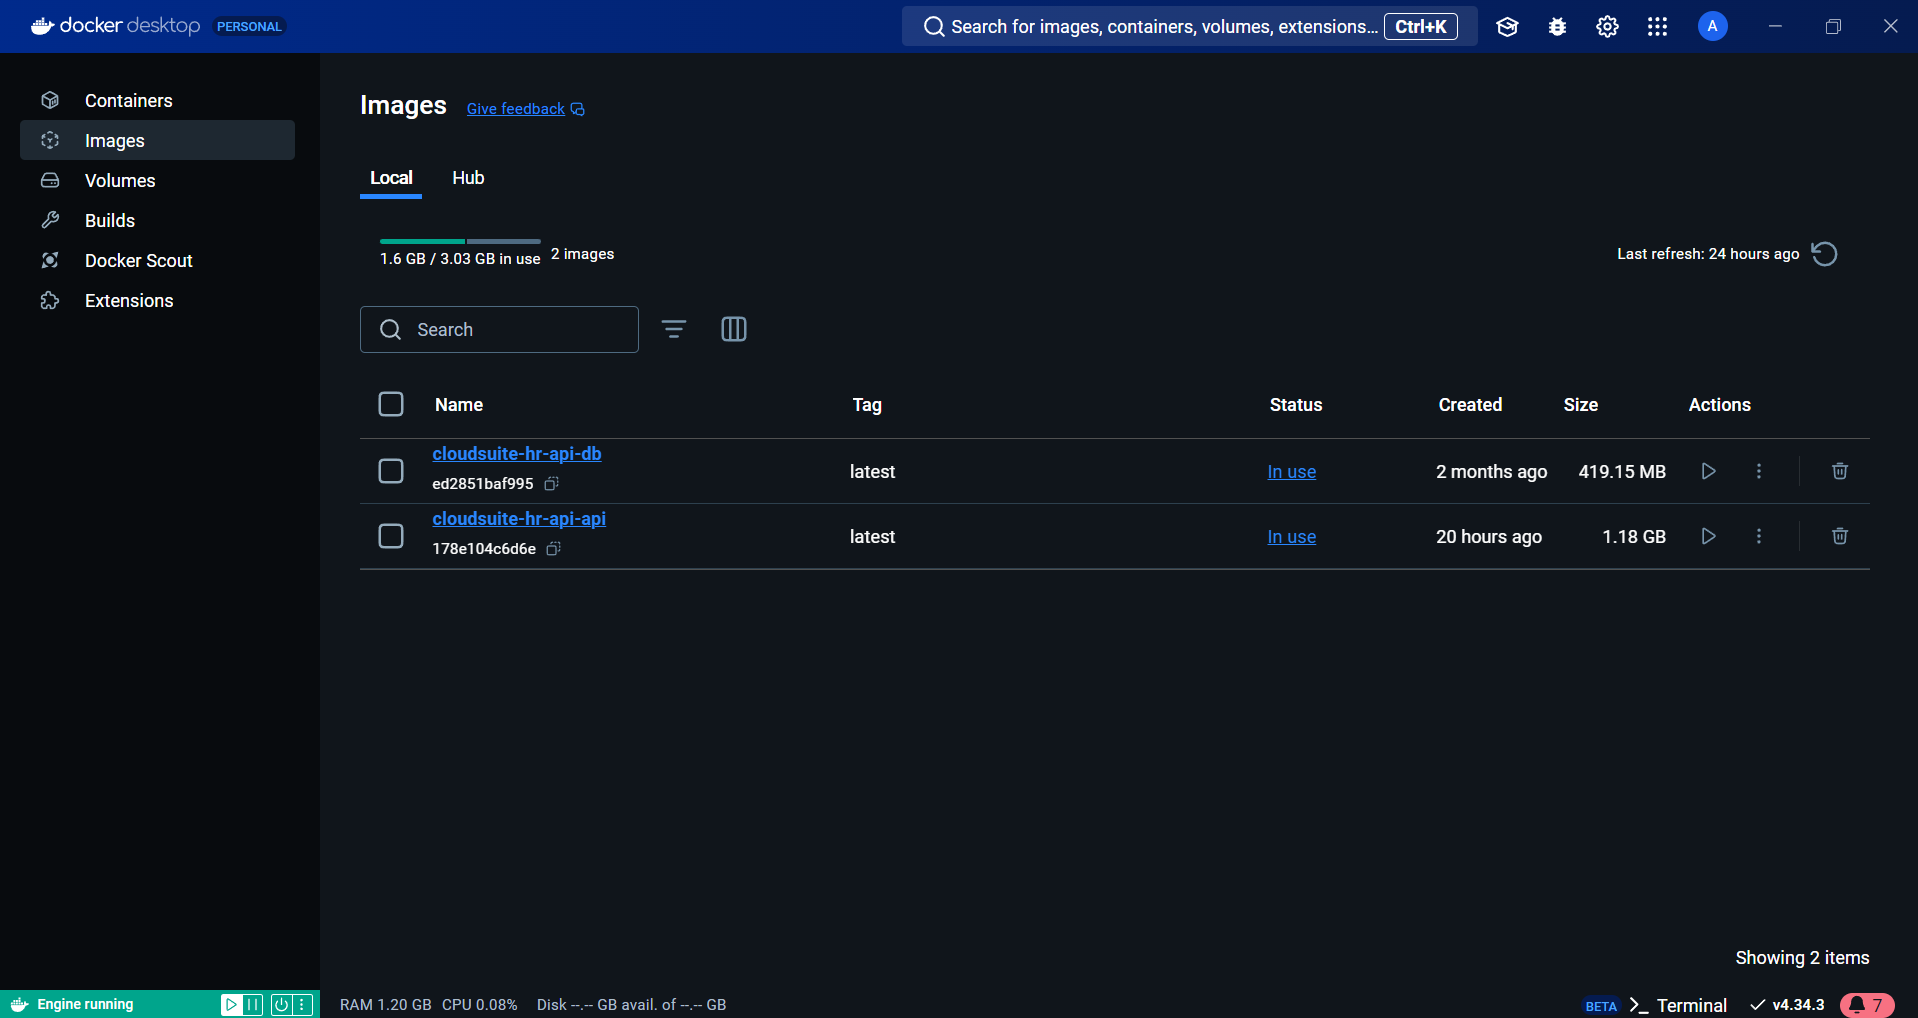 docker desktop PERSONAL
Search for images, containers, volumes, extensions... Ctrl+K
A
Containers
Images
Volumes
Builds
Docker Scout
Extensions
Images Give feedback
Local Hub
1.6 GB / 3.03 GB in use 2 images
Last refresh: 24 hours ago
Search
Name Tag Status Created Size Actions
cloudsuite-hr-api-db
ed2851baf995
latest In use 2 months ago 419.15 MB
cloudsuite-hr-api-api
178e104c6d6e
latest In use 20 hours ago 1.18 GB
Showing 2 items
Engine running
RAM 1.20 GB CPU 0.08% Disk --.-- GB avail. of --.-- GB
BETA >_ Terminal v4.34.3 7